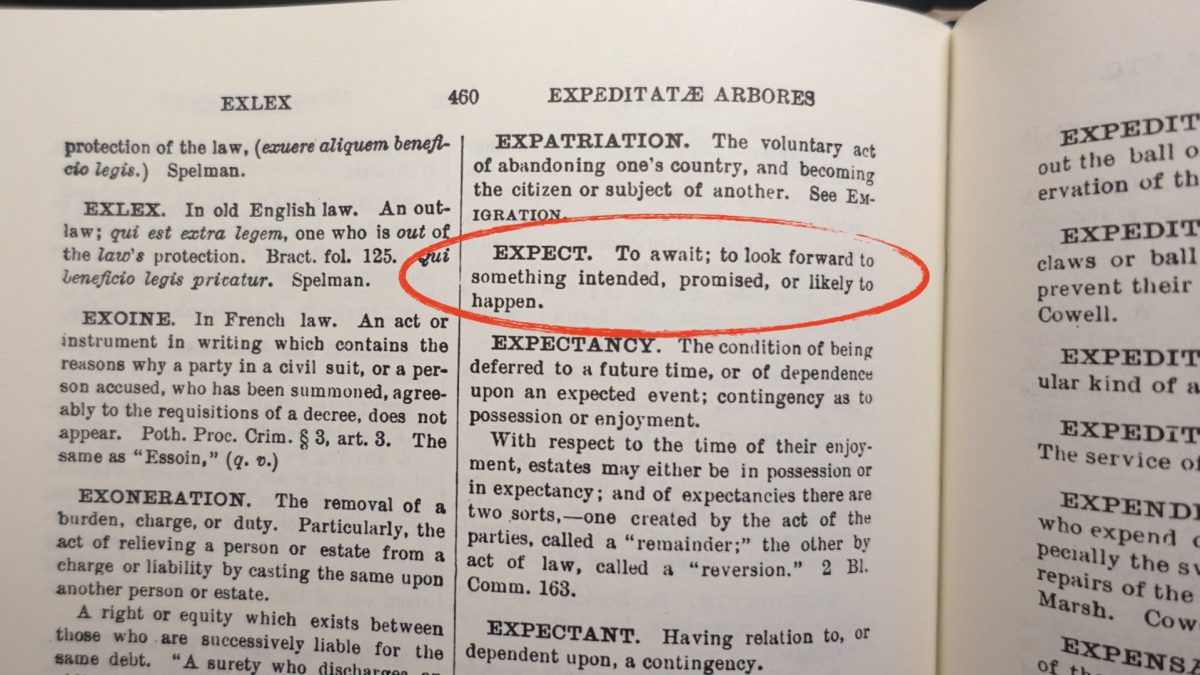 EXLEX 460 EXPEDITATÆ ARBORES
protection of the law, (exuere aliquem benefi-
cio legis.) Spelman.
EXLEX. In old English law. An out-
law; qui est extra legem, one who is out of
the law's protection. Bract. fol. 125. Qui
beneficio legis privatur. Spelman.
EXOINE. In French law. An act or
instrument in writing which contains the
reasons why a party in a civil suit, or a per-
son accused, who has been summoned, agree-
ably to the requisitions of a decree, does not
appear. Poth. Proc. Crim. § 3, art. 3. The
same as "Essoin," (q. v.)
EXONERATION. The removal of a
burden, charge, or duty. Particularly, the
act of relieving a person or estate from a
charge or liability by casting the same upon
another person or estate.
A right or equity which exists between
those who are successively liable for the
same debt. "A surety who discharges
EXPATRIATION. The voluntary act
of abandoning one's country, and becoming
the citizen or subject of another. See EM-
IGRATION.
EXPECT. To await; to look forward to
something intended, promised, or likely to
happen.
EXPECTANCY. The condition of being
deferred to a future time, or of dependence
upon an expected event; contingency as to
possession or enjoyment.
With respect to the time of their enjoy-
ment, estates may either be in possession or
in expectancy; and of expectancies there are
two sorts,—one created by the act of the
parties, called a "remainder;" the other by
act of law, called a "reversion." 2 Bl.
Comm. 163.
EXPECTANT. Having relation to, or
dependent upon, a contingency.
EXPEDIT
out the ball o
ervation of th
EXPEDIT
claws or ball
prevent their
Cowell.
EXPEDIT
ular kind of a
EXPEDIT
The service of
EXPEND
who expend
pecially the
repairs of the
Marsh. Cow
EXPENSA
of the